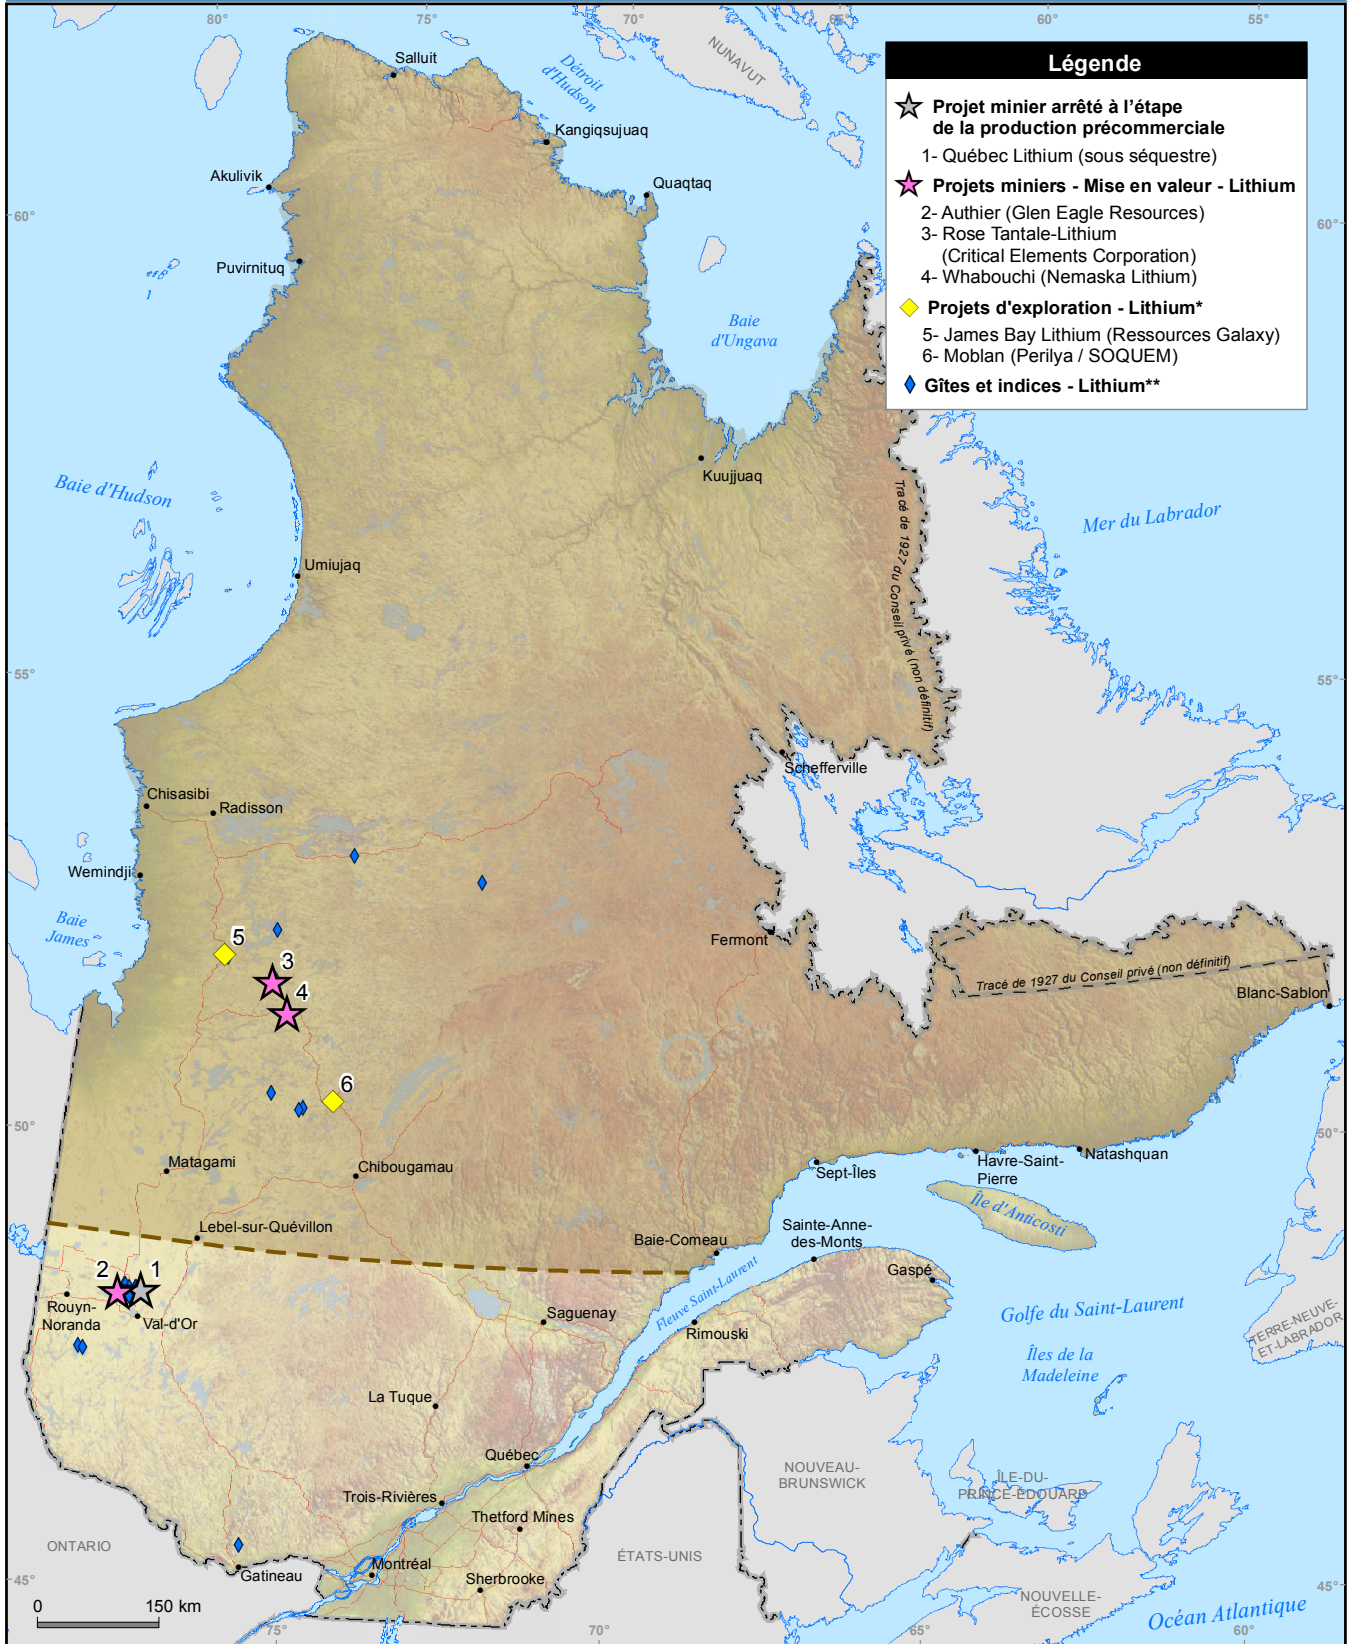 80°
75°
70°
65°
60°
55°
Légende
Projet minier arrêté à l'étape
de la production précommerciale
1- Québec Lithium (sous séquestre)
Projets miniers - Mise en valeur - Lithium
2- Authier (Glen Eagle Resources)
3- Rose Tantale-Lithium
(Critical Elements Corporation)
4- Whabouchi (Nemaska Lithium)
Projets d'exploration - Lithium*
5- James Bay Lithium (Ressources Galaxy)
6- Moblan (Perilya / SOQUEM)
Gîtes et indices - Lithium**
NUNAVUT
Salluit
Détroit
d'Hudson
Kangiqsujuaq
Akulivik
Quaqtaq
60°
60°
Puvirnituq
Baie
d'Ungava
Kuujjuaq
Baie d'Hudson
Mer du Labrador
Tracé de 1927 du Conseil privé (non définitif)
Umiujaq
55°
55°
Schefferville
Chisasibi
Radisson
Wemindji
Baie
James
5
3
4
6
Fermont
Tracé de 1927 du Conseil privé (non définitif)
Blanc-Sablon
50°
50°
Matagami
Chibougamau
Sept-Îles
Havre-Saint-
Pierre
Natashquan
Île d'Anticosti
Lebel-sur-Quévillon
Baie-Comeau
Sainte-Anne-
des-Monts
Gaspé
2
1
Rouyn-
Noranda
Val-d'Or
Saguenay
Fleuve Saint-Laurent
Rimouski
Golfe du Saint-Laurent
TERRE-NEUVE-
ET-LABRADOR
Îles de la
Madeleine
La Tuque
Québec
NOUVEAU-
BRUNSWICK
ÎLE-DU-
PRINCE-ÉDOUARD
Trois-Rivières
Thetford Mines
ONTARIO
ÉTATS-UNIS
Gatineau
Montréal
Sherbrooke
45°
45°
NOUVELLE-
ÉCOSSE
Océan Atlantique
0
150 km
75°
70°
65°
60°